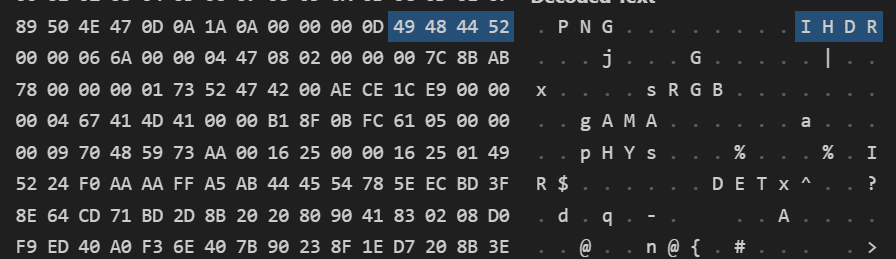 Decoded Text
89 50 4E 47 0D 0A 1A 0A 00 00 00 0D 49 48 44 52 . P N G . . . . . . . . I H D R
00 00 06 6A 00 00 04 47 08 02 00 00 00 7C 8B AB . . . j . . . G . . . . . | . .
78 00 00 00 01 73 52 47 42 00 AE CE 1C E9 00 00 x . . . . s R G B . . . . . . .
00 04 67 41 4D 41 00 00 B1 8F 0B FC 61 05 00 00 . . g A M A . . . . . . a . . .
00 09 70 48 59 73 AA 00 16 25 00 00 16 25 01 49 . . p H Y s . . . % . . . % . I
52 24 F0 AA AA FF A5 AB 44 45 54 78 5E EC BD 3F R $ . . . . . . D E T x ^ . . ?
8E 64 CD 71 BD 2D 8B 20 20 80 90 41 83 02 08 D0 . d . q . - . . . A . . . .
F9 ED 40 A0 F3 6E 40 7B 90 23 8F 1E D7 20 8B 3E . . @ . . n @ { . # . . . . >